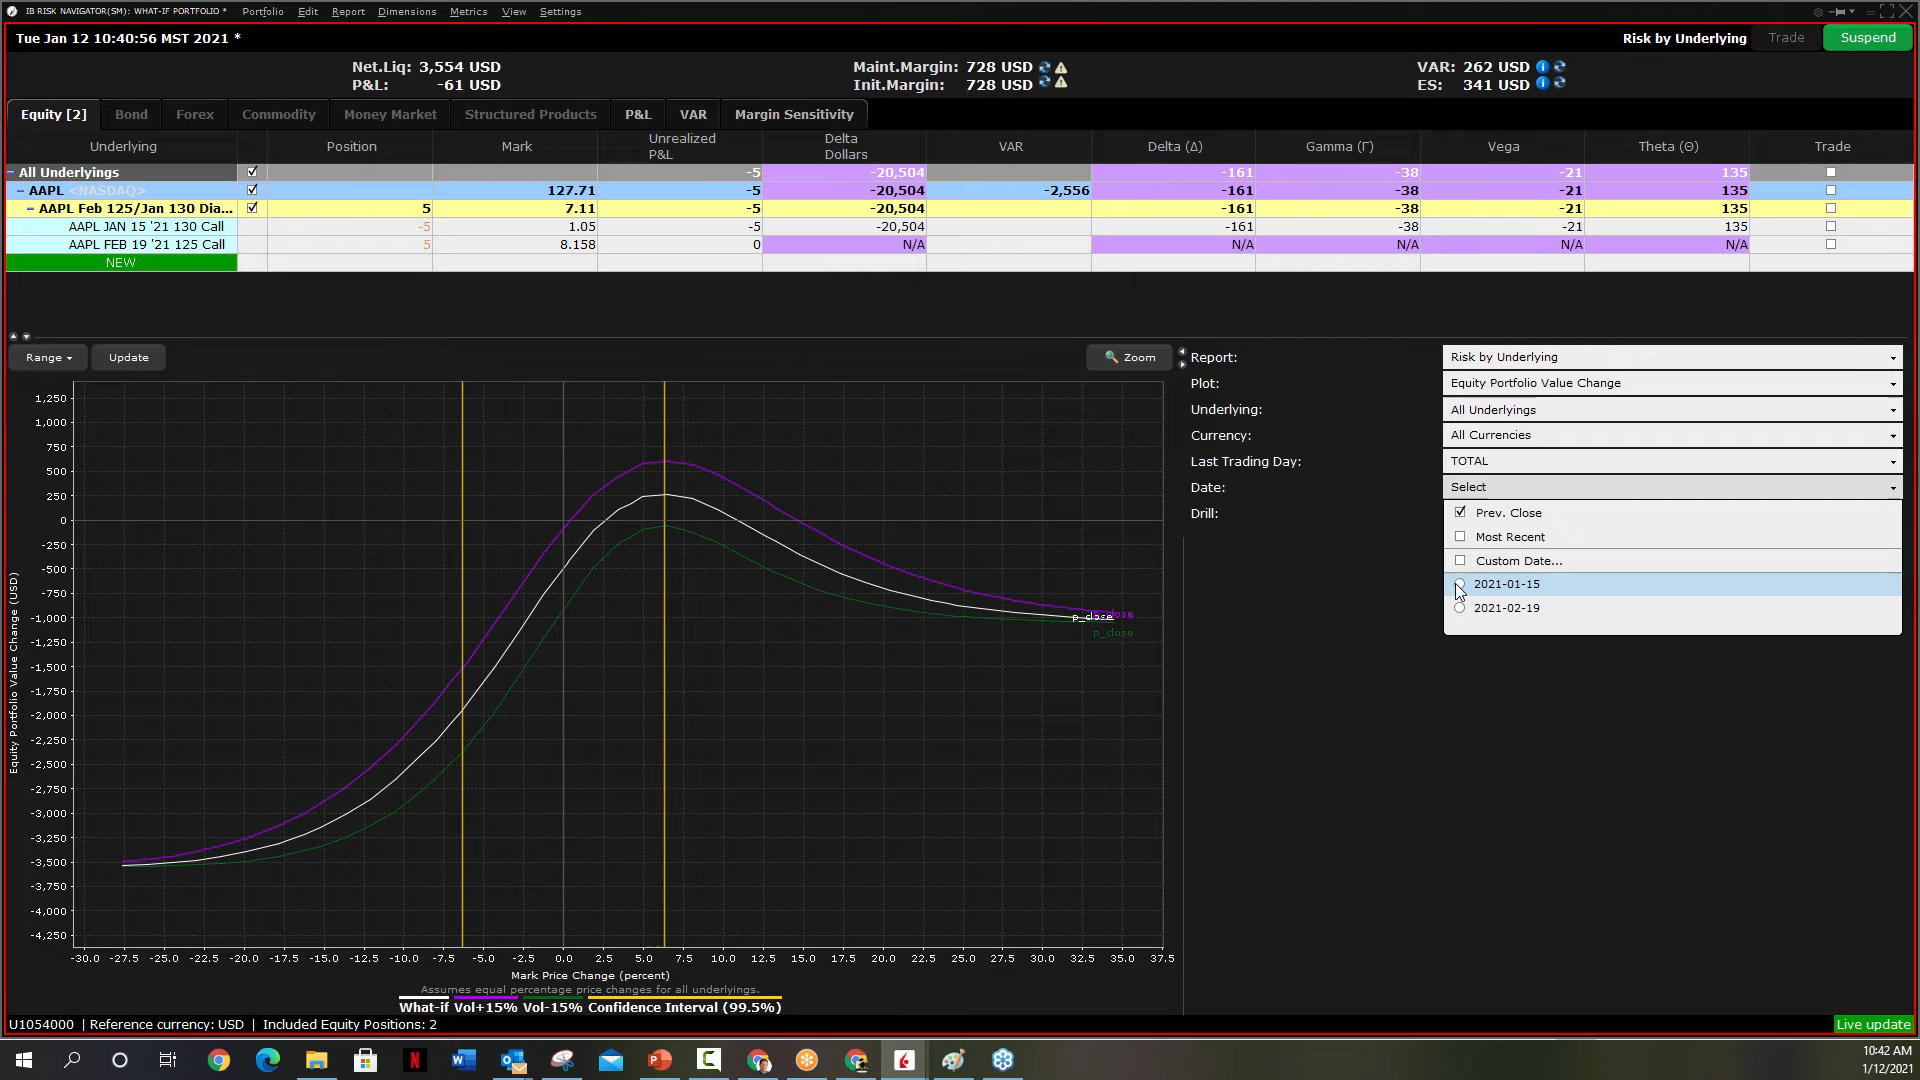 IB RISK NAVIGATOR(SM): WHAT-IF PORTFOLIO * Portfolio Edit Report Dimensions Metrics View Settings
Tue Jan 12 10:40:56 MST 2021 * Risk by Underlying Trade Suspend
Net.Liq: 3,554 USD Maint.Margin: 728 USD VAR: 262 USD
P&L: -61 USD Init.Margin: 728 USD ES: 341 USD
Equity [2] Bond Forex Commodity Money Market Structured Products P&L VAR Margin Sensitivity
Underlying Position Mark Unrealized P&L Delta Dollars VAR Delta (Δ) Gamma (Γ) Vega Theta (Θ) Trade
All Underlyings -5 -20,504 -161 -38 -21 135
AAPL <NASDAQ> 127.71 -5 -20,504 -2,556 -161 -38 -21 135
AAPL Feb 125/Jan 130 Dia... 5 7.11 -5 -20,504 -161 -38 -21 135
AAPL JAN 15 '21 130 Call -5 1.05 -5 -20,504 -161 -38 -21 135
AAPL FEB 19 '21 125 Call 5 8.158 0 N/A N/A N/A N/A N/A
NEW
Range Update Zoom
Report: Risk by Underlying
Plot: Equity Portfolio Value Change
Underlying: All Underlyings
Currency: All Currencies
Last Trading Day: TOTAL
Date: Select
Drill:
Prev. Close
Most Recent
Custom Date...
2021-01-15
2021-02-19
1,250
1,000
750
500
250
0
-250
-500
-750
-1,000
-1,250
-1,500
-1,750
-2,000
-2,250
-2,500
-2,750
-3,000
-3,250
-3,500
-3,750
-4,000
-4,250
Equity Portfolio Value Change (USD)
p_close
p_close
-30.0 -27.5 -25.0 -22.5 -20.0 -17.5 -15.0 -12.5 -10.0 -7.5 -5.0 -2.5 0.0 2.5 5.0 7.5 10.0 12.5 15.0 17.5 20.0 22.5 25.0 27.5 30.0 32.5 35.0 37.5
Mark Price Change (percent)
Assumes equal percentage price changes for all underlyings.
What-if Vol+15% Vol-15% Confidence Interval (99.5%)
U1054000 | Reference currency: USD | Included Equity Positions: 2 Live update
10:42 AM
1/12/2021